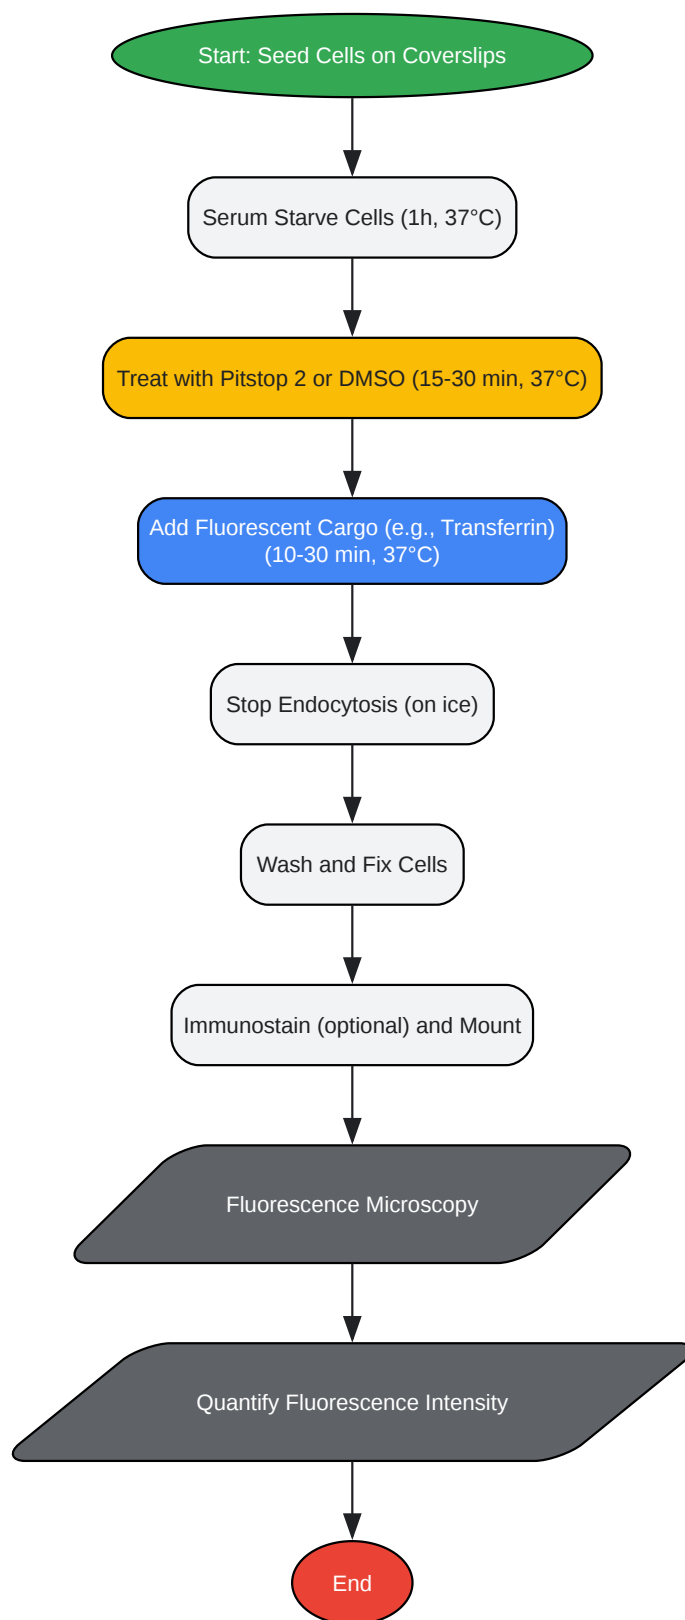 Start: Seed Cells on Coverslips
Serum Starve Cells (1h, 37°C)
Treat with Pitstop 2 or DMSO (15-30 min, 37°C)
Add Fluorescent Cargo (e.g., Transferrin)
(10-30 min, 37°C)
Stop Endocytosis (on ice)
Wash and Fix Cells
Immunostain (optional) and Mount
Fluorescence Microscopy
Quantify Fluorescence Intensity
End